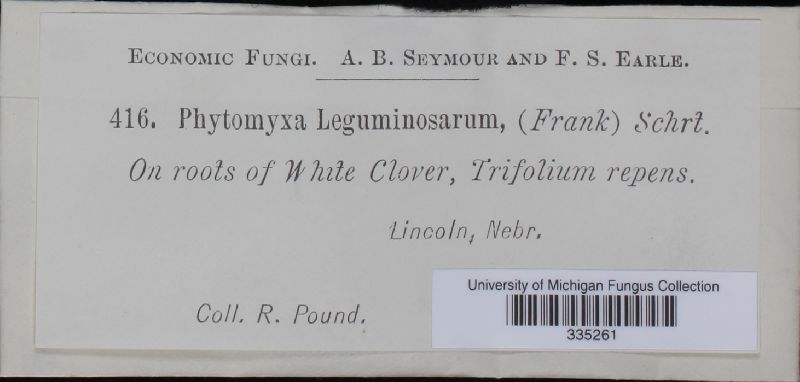 Economic Fungi. A. B. Seymour and F. S. Earle.
416. Phytomyxa Leguminosarum, (Frank) Schrt.
On roots of White Clover, Trifolium repens.
Lincoln, Nebr.
Coll. R. Pound.
University of Michigan Fungus Collection
335261